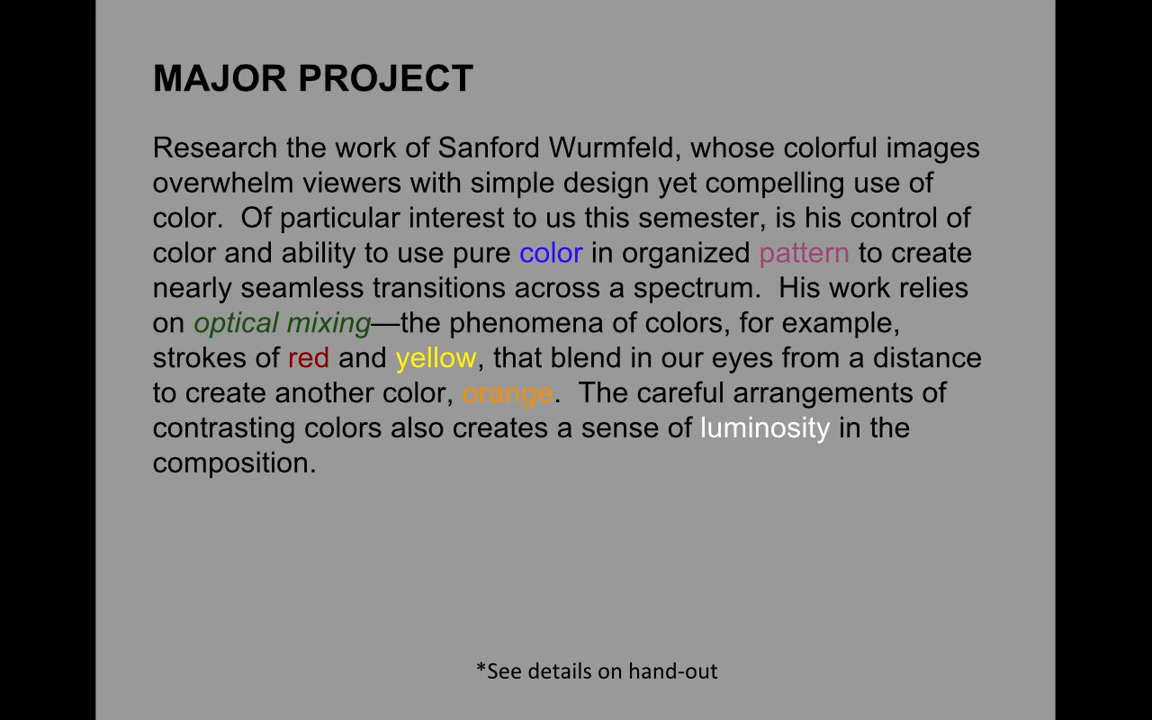 MAJOR PROJECT
Research the work of Sanford Wurmfeld, whose colorful images
overwhelm viewers with simple design yet compelling use of
color.  Of particular interest to us this semester, is his control of
color and ability to use pure color in organized pattern to create
nearly seamless transitions across a spectrum.  His work relies
on optical mixing—the phenomena of colors, for example,
strokes of red and yellow, that blend in our eyes from a distance
to create another color, orange.  The careful arrangements of
contrasting colors also creates a sense of luminosity in the
composition.
*See details on hand-out